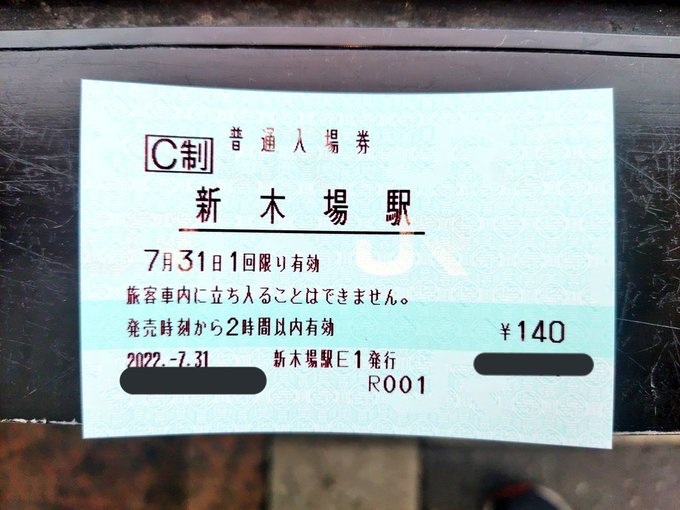 普通入場券
C制
新木場駅
7月31日1回限り有効
旅客車内に立ち入ることはできません。
発売時刻から2時間以内有効
¥140
2022.-7.31 新木場駅E1発行
R001